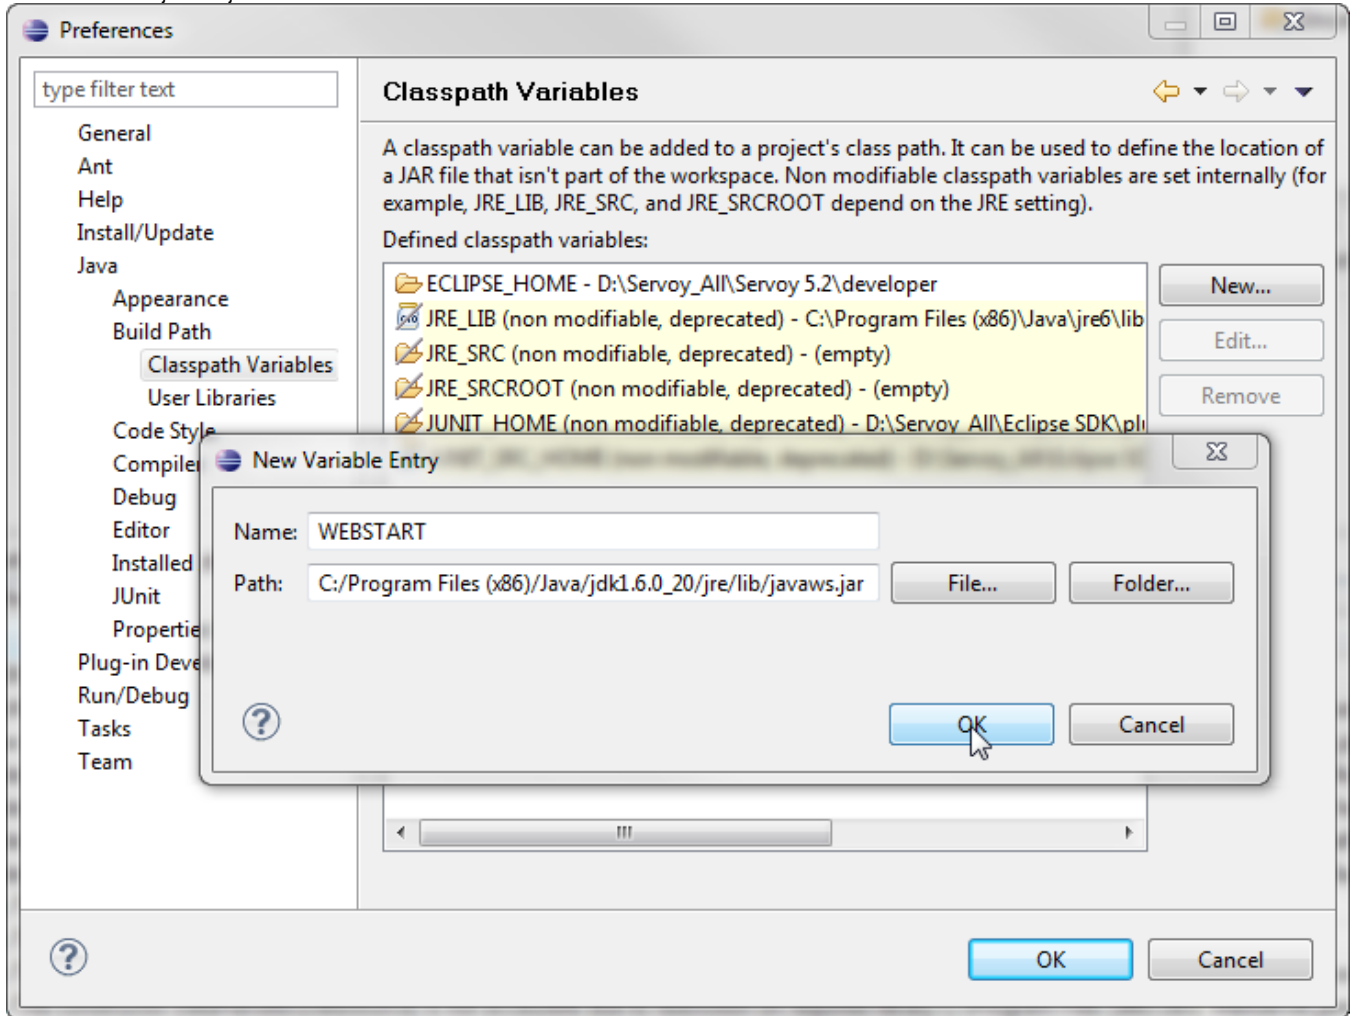 Preferences
type filter text
General
Ant
Help
Install/Update
Java
Appearance
Build Path
Classpath Variables
User Libraries
Code Style
Compiler
Debug
Editor
Installed
JUnit
Propertie
Plug-in Deve
Run/Debug
Tasks
Team
Classpath Variables
A classpath variable can be added to a project's class path. It can be used to define the location of
a JAR file that isn't part of the workspace. Non modifiable classpath variables are set internally (for
example, JRE_LIB, JRE_SRC, and JRE_SRCROOT depend on the JRE setting).
Defined classpath variables:
ECLIPSE_HOME - D:\Servoy_All\Servoy 5.2\developer
JRE_LIB (non modifiable, deprecated) - C:\Program Files (x86)\Java\jre6\lib
JRE_SRC (non modifiable, deprecated) - (empty)
JRE_SRCROOT (non modifiable, deprecated) - (empty)
JUNIT_HOME (non modifiable, deprecated) - D:\Servoy_All\Eclipse SDK\plu
New...
Edit...
Remove
New Variable Entry
Name: WEBSTART
Path: C:/Program Files (x86)/Java/jdk1.6.0_20/jre/lib/javaws.jar File... Folder...
OK Cancel
OK Cancel